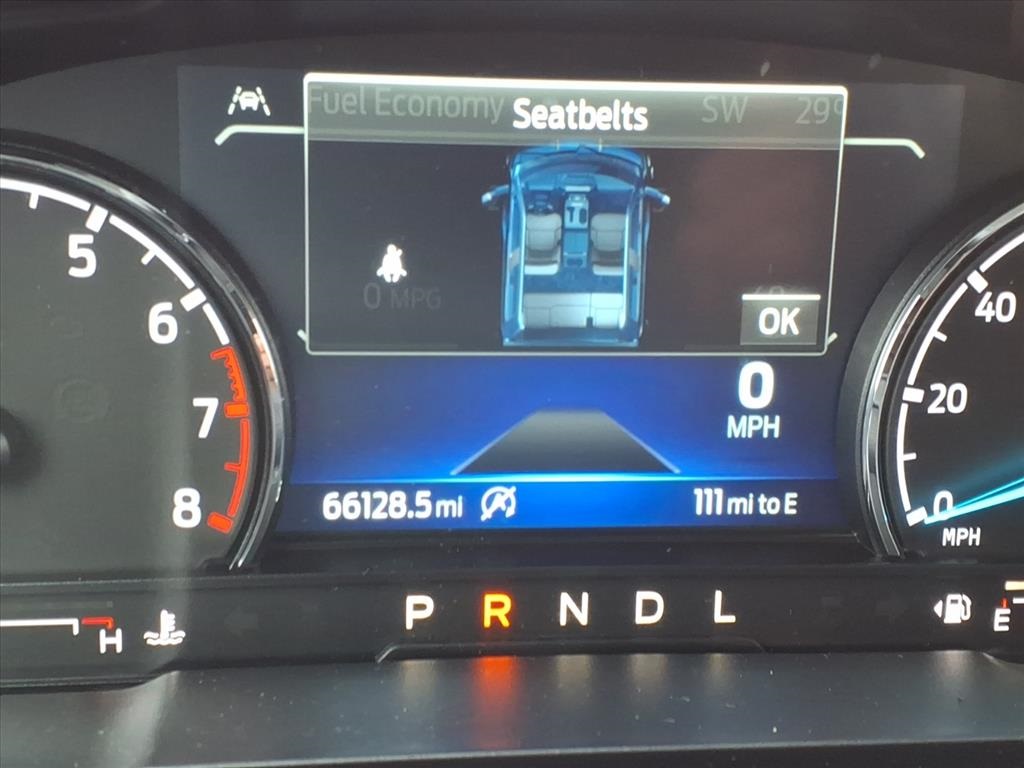 Fuel Economy
SW
29°
Seatbelts
0 MPG
OK
5
6
7
8
40
20
0
MPH
0
MPH
66128.5 mi
111 mi to E
P R N D L
H
E